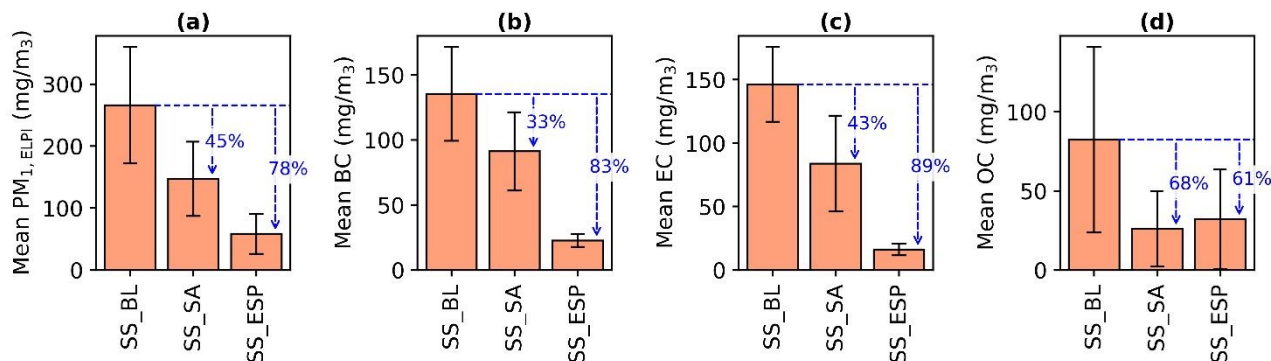 (a)
Mean PM1, ELPI (mg/m3)
300
200
100
0
45%
78%
SS_BL
SS_SA
SS_ESP
(b)
Mean BC (mg/m3)
150
100
50
0
33%
83%
SS_BL
SS_SA
SS_ESP
(c)
Mean EC (mg/m3)
150
100
50
0
43%
89%
SS_BL
SS_SA
SS_ESP
(d)
Mean OC (mg/m3)
100
50
0
68%
61%
SS_BL
SS_SA
SS_ESP